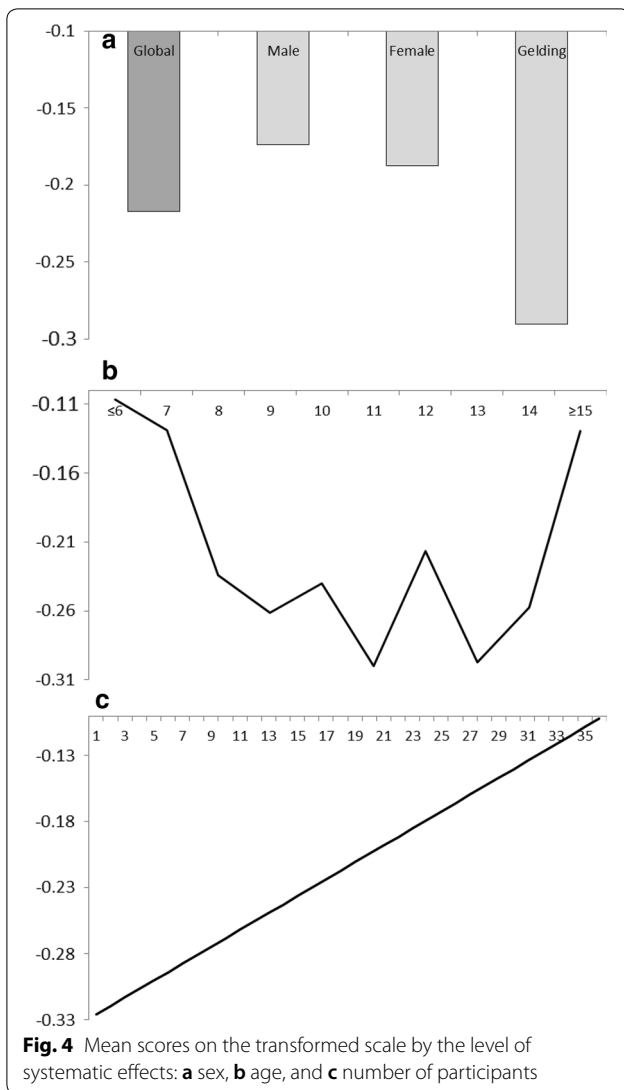 -0.1
a
Global Male Female Gelding
-0.15
-0.2
-0.25
-0.3
b
-0.11
≤6 7 8 9 10 11 12 13 14 ≥15
-0.16
-0.21
-0.26
-0.31
c
1 3 5 7 9 11 13 15 17 19 21 23 25 27 29 31 33 35
-0.13
-0.18
-0.23
-0.28
-0.33
Fig. 4 Mean scores on the transformed scale by the level of
systematic effects: a sex, b age, and c number of participants